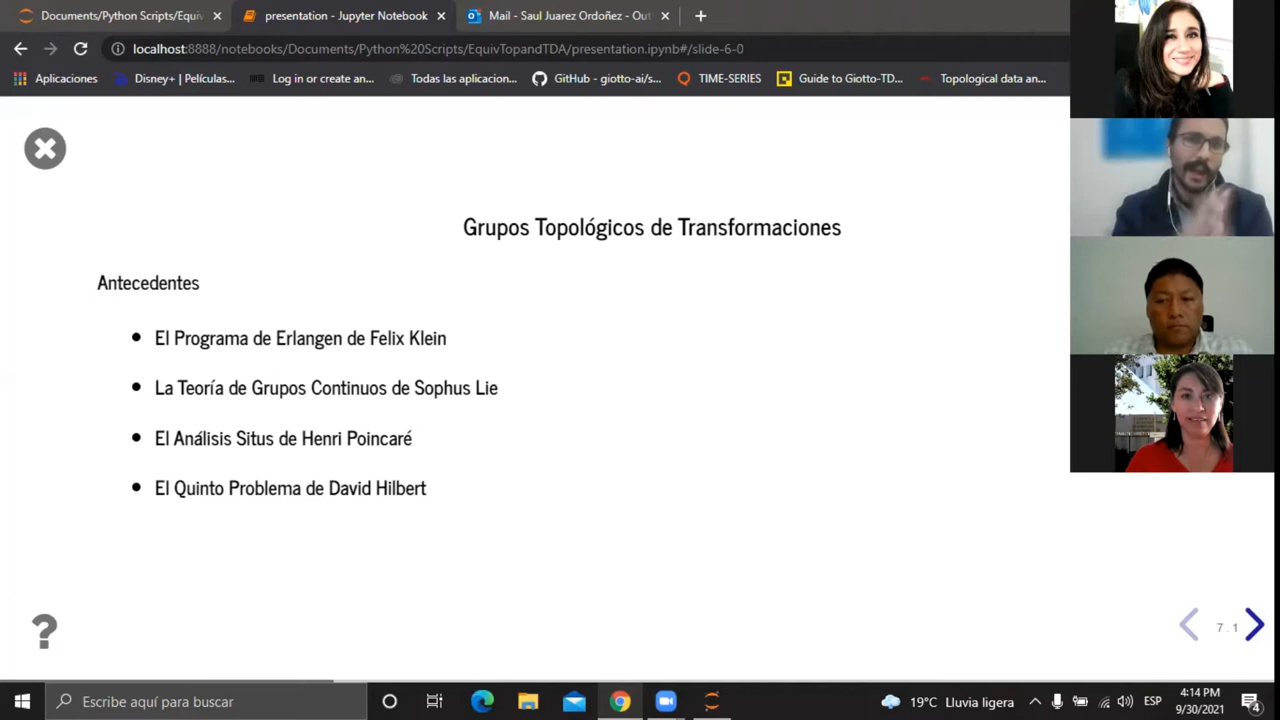 Documents/Python Scripts/Equiv
presentation - Jupyter Notebook
Mail - Saul Juarez Ordoñez - Out
localhost:8888/notebooks/Documents/Python%20Scripts/EquivTopandTDA/presentation.ipynb#/slide-6-0
Aplicaciones
Disney+ | Películas...
Log in or create an...
Todas las aplicacion...
GitHub - giotto-ai/s...
TIME-SERIES
Guide to Giotto-TD...
Topological data an...
Grupos Topológicos de Transformaciones
Antecedentes
• El Programa de Erlangen de Felix Klein
• La Teoría de Grupos Continuos de Sophus Lie
• El Análisis Situs de Henri Poincaré
• El Quinto Problema de David Hilbert
7.1
Escribe aquí para buscar
19°C Lluvia ligera
ESP
4:14 PM
9/30/2021
4